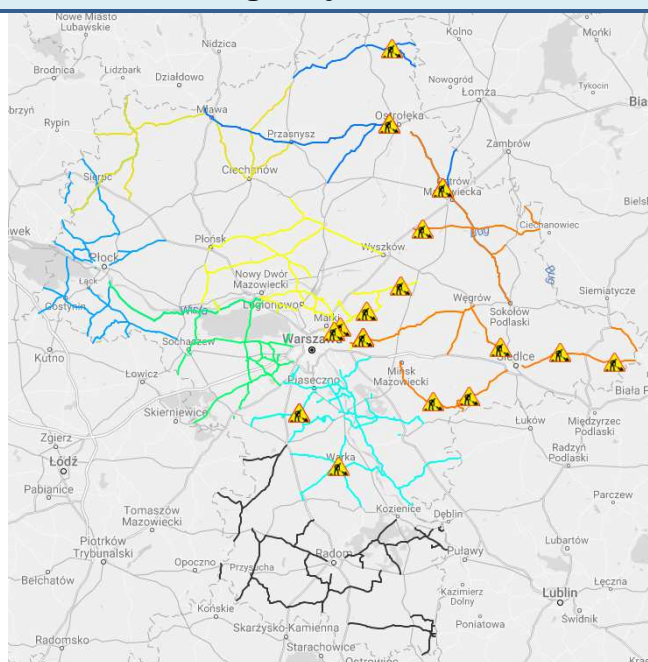 Nowe Miasto
Lubawskie
Kolno
Mońki
Nidzica
Brodnica
Lidzbark
Działdowo
Nowogród
Łomża
Tykocin
Rypin
Mława
Ostrołęka
Przasnysz
Zambrów
Ciechanów
Sierpc
Ostrów
Mazowiecka
Ciechanowiec
Bug
Płońsk
Wyszków
Płock
Łąck
Nowy Dwór
Mazowiecki
Bug
Siemiatycze
Gostynin
Wisła
Legionowo
Węgrów
Sokołów
Podlaski
Marki
Sochaczew
Warszawa
Kutno
Siedlce
Mińsk
Mazowiecki
Łowicz
Piaseczno
Biała P
Skierniewice
Łuków
Międzyrzec
Podlaski
Zgierz
Radzyń
Podlaski
Łódź
Warka
Pabianice
Parczew
Kozienice
Dęblin
Tomaszów
Mazowiecki
Piotrków
Trybunalski
Lubartów
Puławy
Opoczno
Przysucha
Radom
Bełchatów
Łęczna
Kazimierz
Dolny
Lublin
Końskie
Świdnik
Poniatowa
Skarżysko-Kamienna
Radomsko
Starachowice
Ostrowiec
Kras